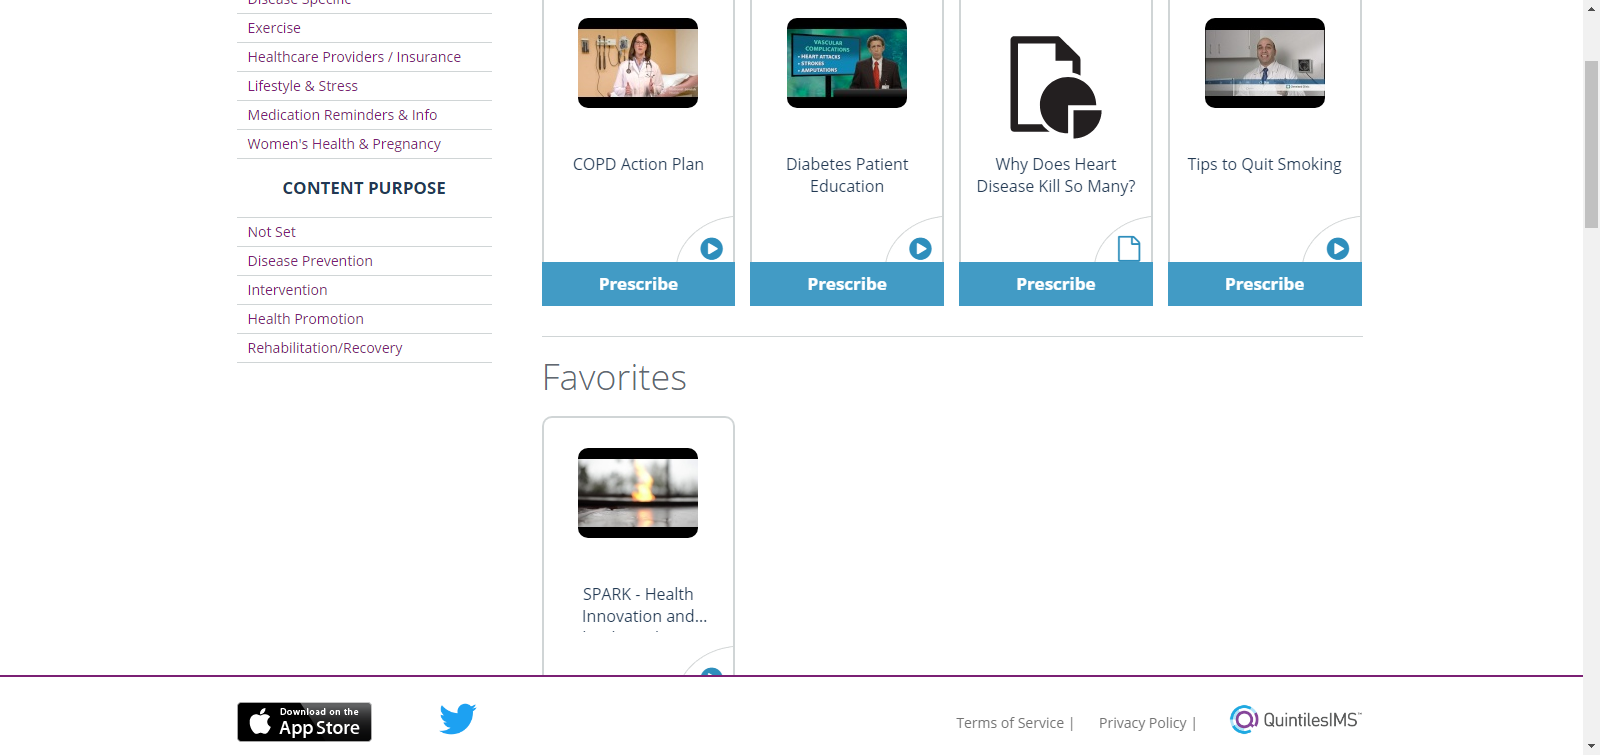 Disease Specific
Exercise
Healthcare Providers / Insurance
Lifestyle & Stress
Medication Reminders & Info
Women's Health & Pregnancy
CONTENT PURPOSE
Not Set
Disease Prevention
Intervention
Health Promotion
Rehabilitation/Recovery
VASCULAR
COMPLICATIONS
• HEART ATTACKS
• STROKES
• AMPUTATIONS
COPD Action Plan
Diabetes Patient
Education
Why Does Heart
Disease Kill So Many?
Tips to Quit Smoking
Prescribe
Prescribe
Prescribe
Prescribe
Favorites
SPARK - Health
Innovation and...
Download on the
App Store
Terms of Service |
Privacy Policy |
QuintilesIMS™